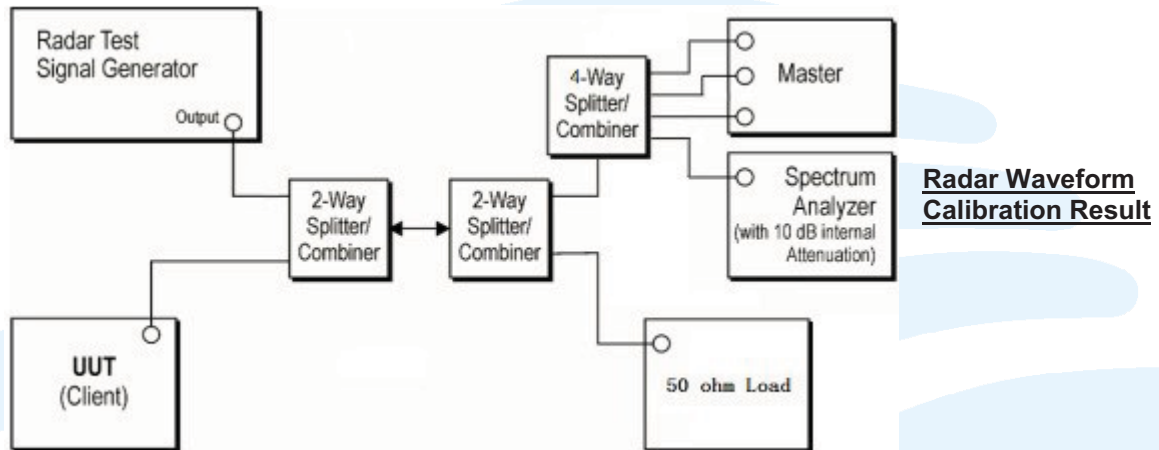 Radar Test
Signal Generator
Output
4-Way
Splitter/
Combiner
Master
2-Way
Splitter/
Combiner
2-Way
Splitter/
Combiner
Spectrum
Analyzer
(with 10 dB internal
Attenuation)
Radar Waveform
Calibration Result
UUT
(Client)
50 ohm Load